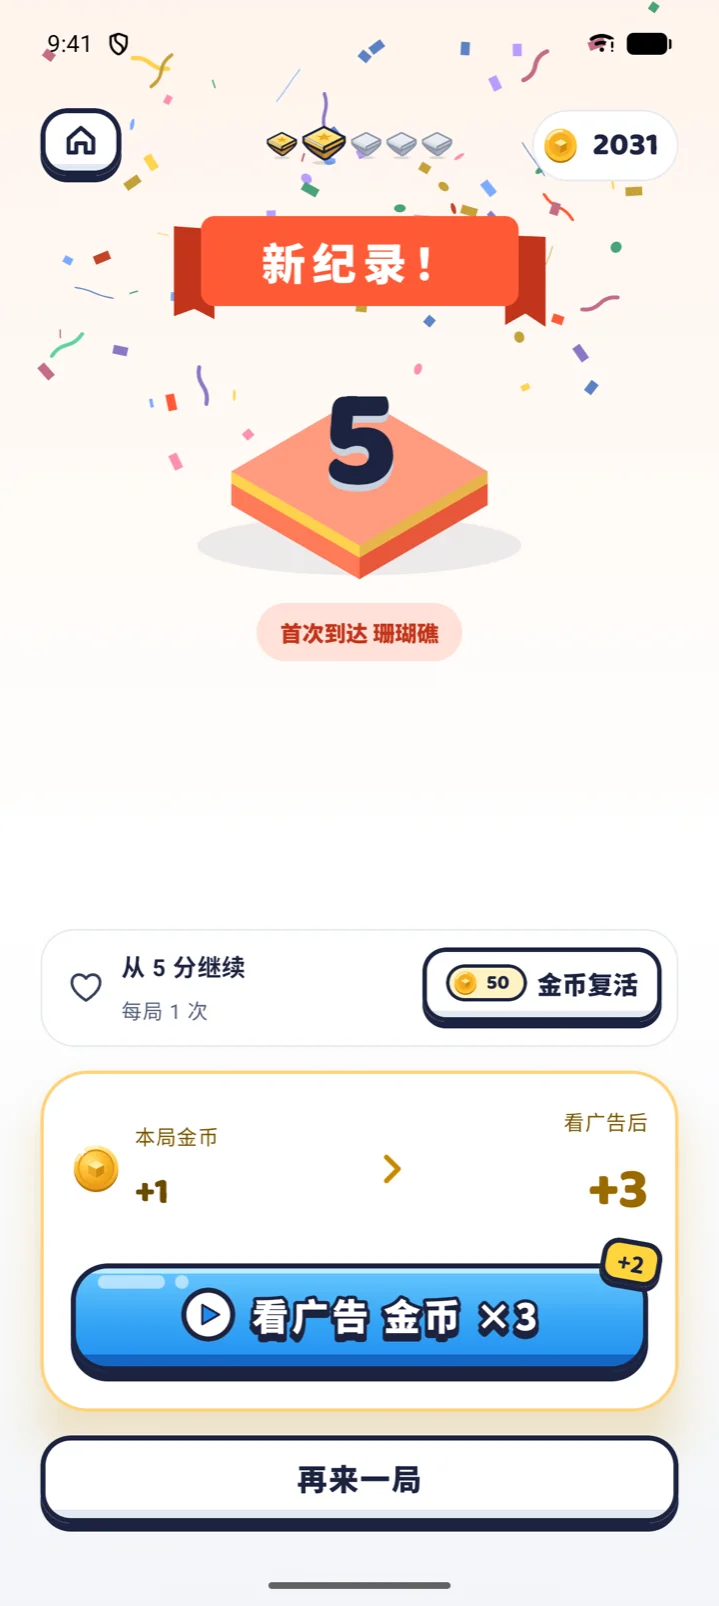 9:41
2031
新纪录！
5
首次到达 珊瑚礁
从 5 分继续
每局 1 次
50 金币复活
本局金币
+1
看广告后
+3
+2
看广告 金币 ×3
再来一局